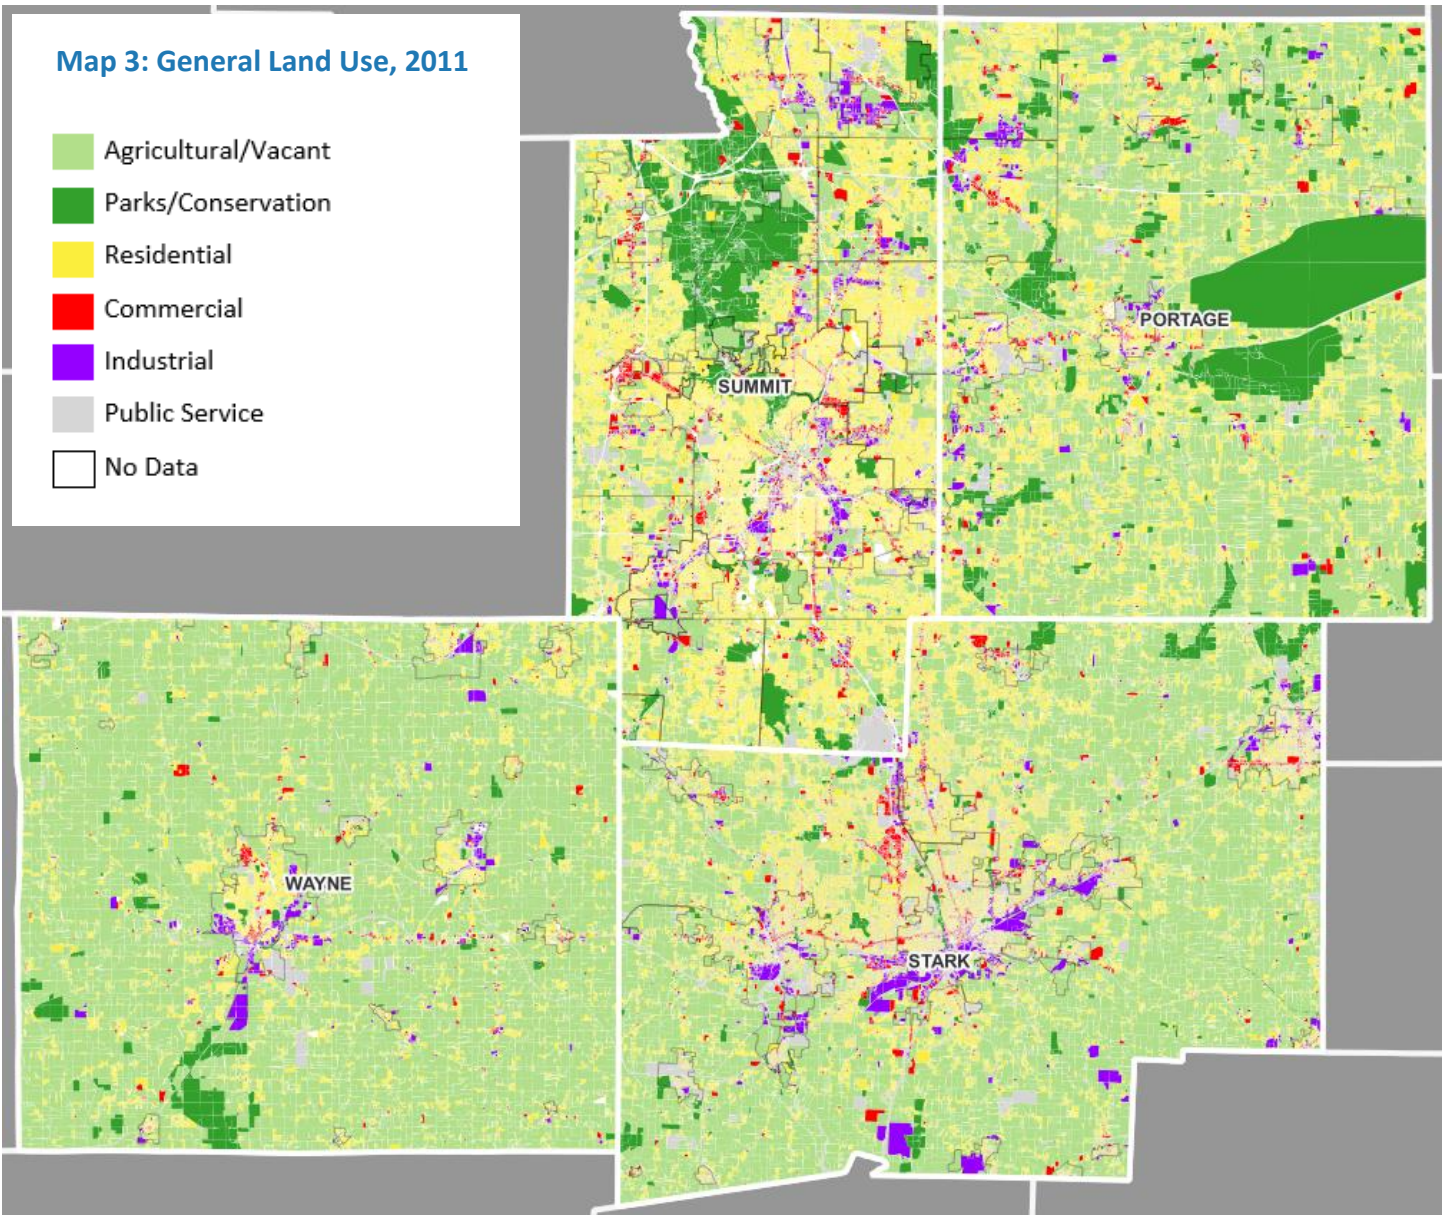 Map 3: General Land Use, 2011
Agricultural/Vacant
Parks/Conservation
Residential
Commercial
Industrial
Public Service
No Data
PORTAGE
SUMMIT
WAYNE
STARK